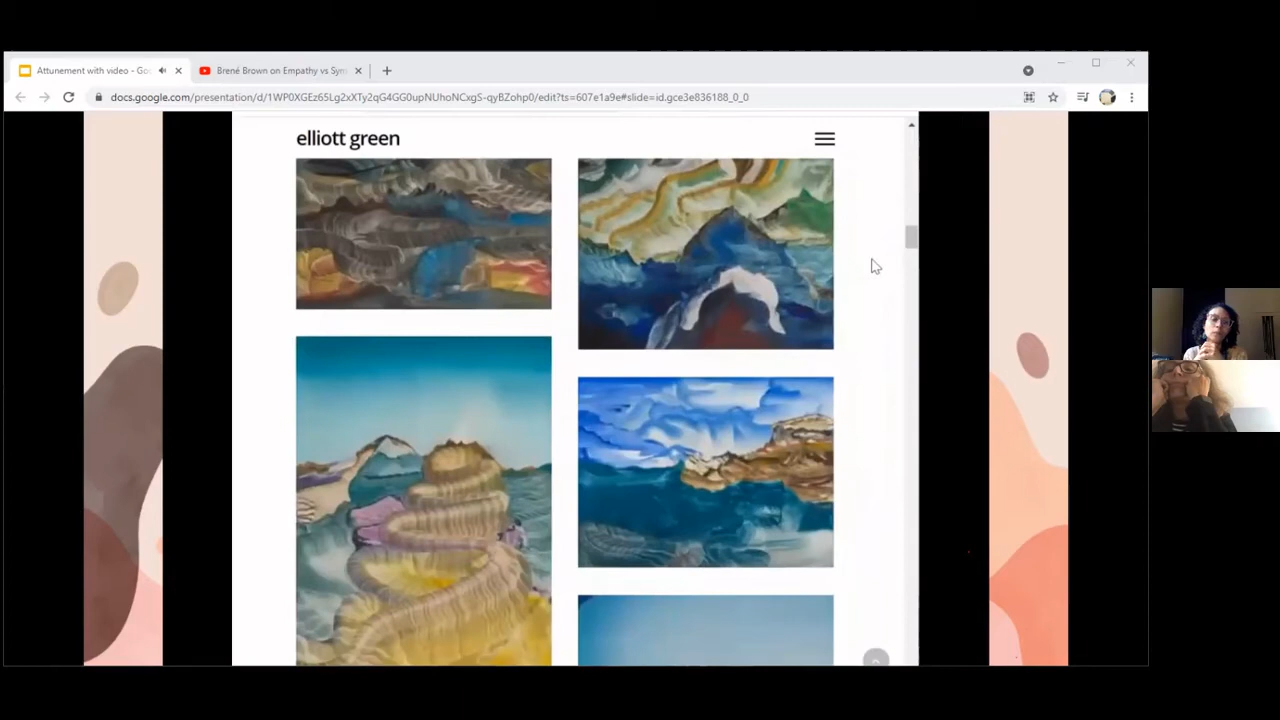 Attunement with video - Go
Brené Brown on Empathy vs Sym
docs.google.com/presentation/d/1WP0XGEz65Lg2xXTy2qG4GG0upNUhoNCxgS-qyBZohp0/edit?ts=607e1a9e#slide=id.gce3e836188_0_0
elliott green